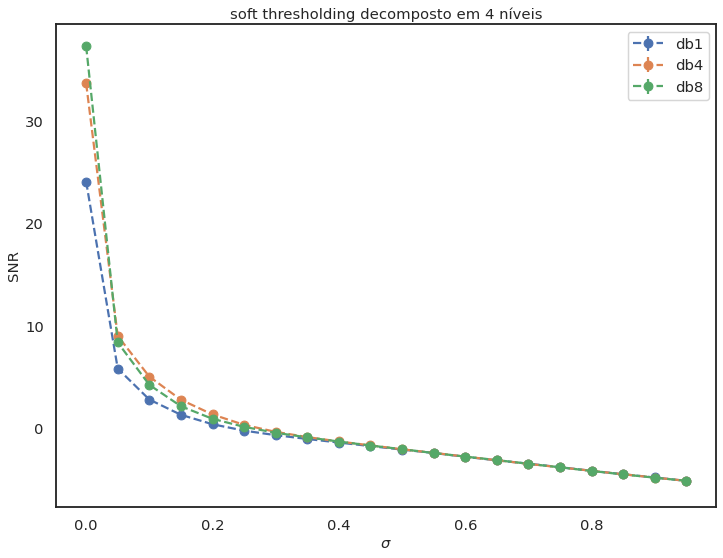 soft thresholding decomposto em 4 níveis
db1
db4
db8
SNR
30
20
10
0
0.0 0.2 0.4 0.6 0.8
σ